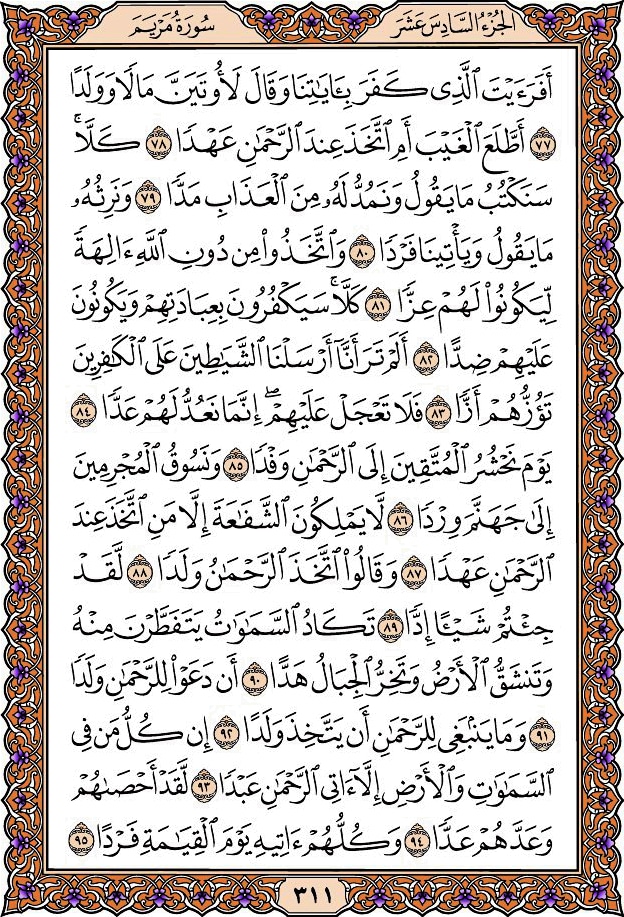 الجُزْءُ السَّادِسَ عَشَرَ
سُورَةُ مَرْيَمَ
أَفَرَءَيْتَ ٱلَّذِى كَفَرَ بِـَٔايَـٰتِنَا وَقَالَ لَأُوتَيَنَّ مَالًا وَوَلَدًا
٧٧ أَطَّلَعَ ٱلْغَيْبَ أَمِ ٱتَّخَذَ عِندَ ٱلرَّحْمَـٰنِ عَهْدًا ٧٨ كَلَّا ۚ
سَنَكْتُبُ مَا يَقُولُ وَنَمُدُّ لَهُۥ مِنَ ٱلْعَذَابِ مَدًّا ٧٩ وَنَرِثُهُۥ
مَا يَقُولُ وَيَأْتِينَا فَرْدًا ٨٠ وَٱتَّخَذُوا۟ مِن دُونِ ٱللَّهِ ءَالِهَةً
لِّيَكُونُوا۟ لَهُمْ عِزًّا ٨١ كَلَّا ۚ سَيَكْفُرُونَ بِعِبَادَتِهِمْ وَيَكُونُونَ
عَلَيْهِمْ ضِدًّا ٨٢ أَلَمْ تَرَ أَنَّآ أَرْسَلْنَا ٱلشَّيَـٰطِينَ عَلَى ٱلْكَـٰفِرِينَ
تَؤُزُّهُمْ أَزًّا ٨٣ فَلَا تَعْجَلْ عَلَيْهِمْ ۖ إِنَّمَا نَعُدُّ لَهُمْ عَدًّا ٨٤
يَوْمَ نَحْشُرُ ٱلْمُتَّقِينَ إِلَى ٱلرَّحْمَـٰنِ وَفْدًا ٨٥ وَنَسُوقُ ٱلْمُجْرِمِينَ
إِلَىٰ جَهَنَّمَ وِرْدًا ٨٦ لَّا يَمْلِكُونَ ٱلشَّفَـٰعَةَ إِلَّا مَنِ ٱتَّخَذَ عِندَ
ٱلرَّحْمَـٰنِ عَهْدًا ٨٧ وَقَالُوا۟ ٱتَّخَذَ ٱلرَّحْمَـٰنُ وَلَدًا ٨٨ لَّقَدْ
جِئْتُمْ شَيْـًٔا إِدًّا ٨٩ تَكَادُ ٱلسَّمَـٰوَٰتُ يَتَفَطَّرْنَ مِنْهُ
وَتَنشَقُّ ٱلْأَرْضُ وَتَخِرُّ ٱلْجِبَالُ هَدًّا ٩٠ أَن دَعَوْا۟ لِلرَّحْمَـٰنِ وَلَدًا
٩١ وَمَا يَنۢبَغِى لِلرَّحْمَـٰنِ أَن يَتَّخِذَ وَلَدًا ٩٢ إِن كُلُّ مَن فِى
ٱلسَّمَـٰوَٰتِ وَٱلْأَرْضِ إِلَّآ ءَاتِى ٱلرَّحْمَـٰنِ عَبْدًا ٩٣ لَّقَدْ أَحْصَىٰهُمْ
وَعَدَّهُمْ عَدًّا ٩٤ وَكُلُّهُمْ ءَاتِيهِ يَوْمَ ٱلْقِيَـٰمَةِ فَرْدًا ٩٥
٣١١